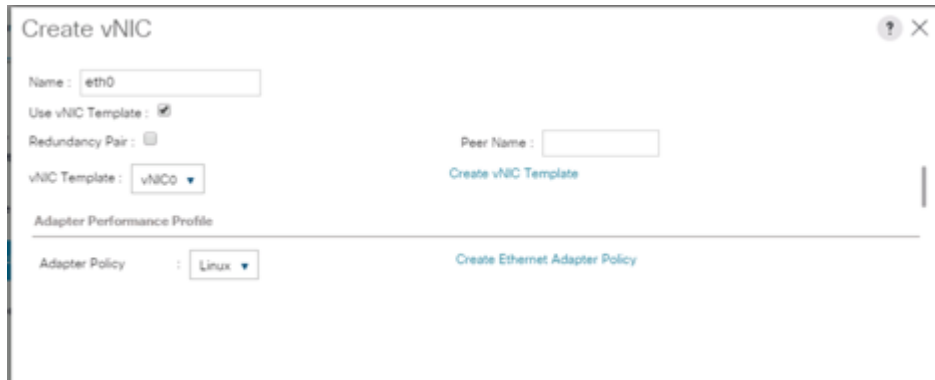 Create vNIC
?
Name : eth0
Use vNIC Template :
Redundancy Pair :
Peer Name :
vNIC Template : vNIC0
Create vNIC Template
Adapter Performance Profile
Adapter Policy : Linux
Create Ethernet Adapter Policy